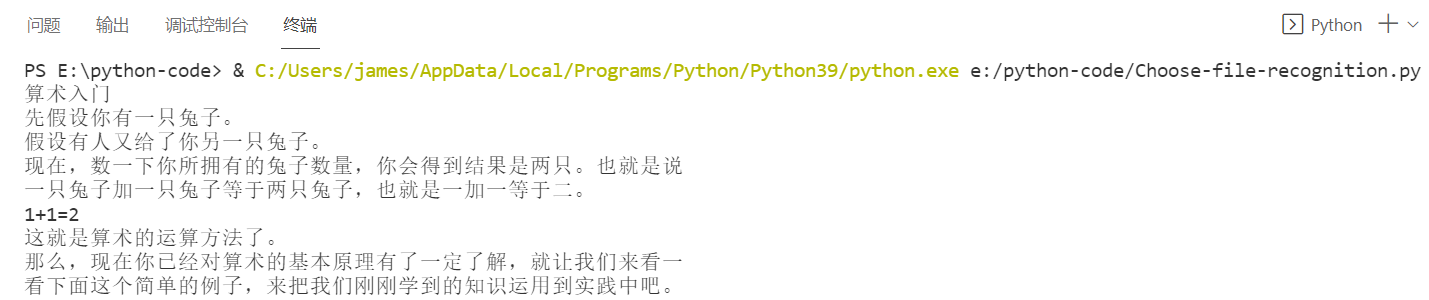 问题 输出 调试控制台 终端 Python
PS E:\python-code> & C:/Users/james/AppData/Local/Programs/Python/Python39/python.exe e:/python-code/Choose-file-recognition.py
算术入门
先假设你有一只兔子。
假设有人又给了你另一只兔子。
现在，数一下你所拥有的兔子数量，你会得到结果是两只。也就是说
一只兔子加一只兔子等于两只兔子，也就是一加一等于二。
1+1=2
这就是算术的运算方法了。
那么，现在你已经对算术的基本原理有了一定了解，就让我们来看一
看下面这个简单的例子，来把我们刚刚学到的知识运用到实践中吧。